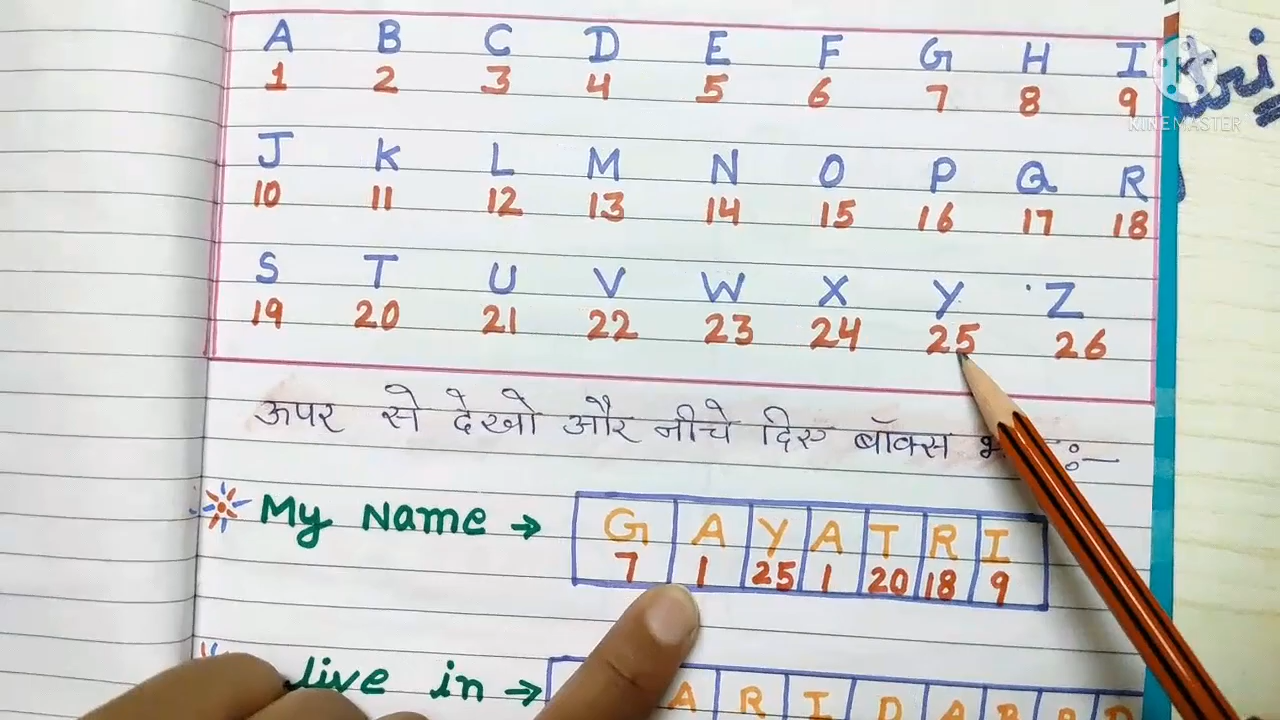 A B C D E F G H I
1 2 3 4 5 6 7 8 9
J K L M N O P Q R
10 11 12 13 14 15 16 17 18
S T U V W X Y Z
19 20 21 22 23 24 25 26
ऊपर से देखो और नीचे दिए बॉक्स :—
My Name → G A Y A T R I
7 1 25 1 20 18 9
live in → A R I D A B
KINEMASTER